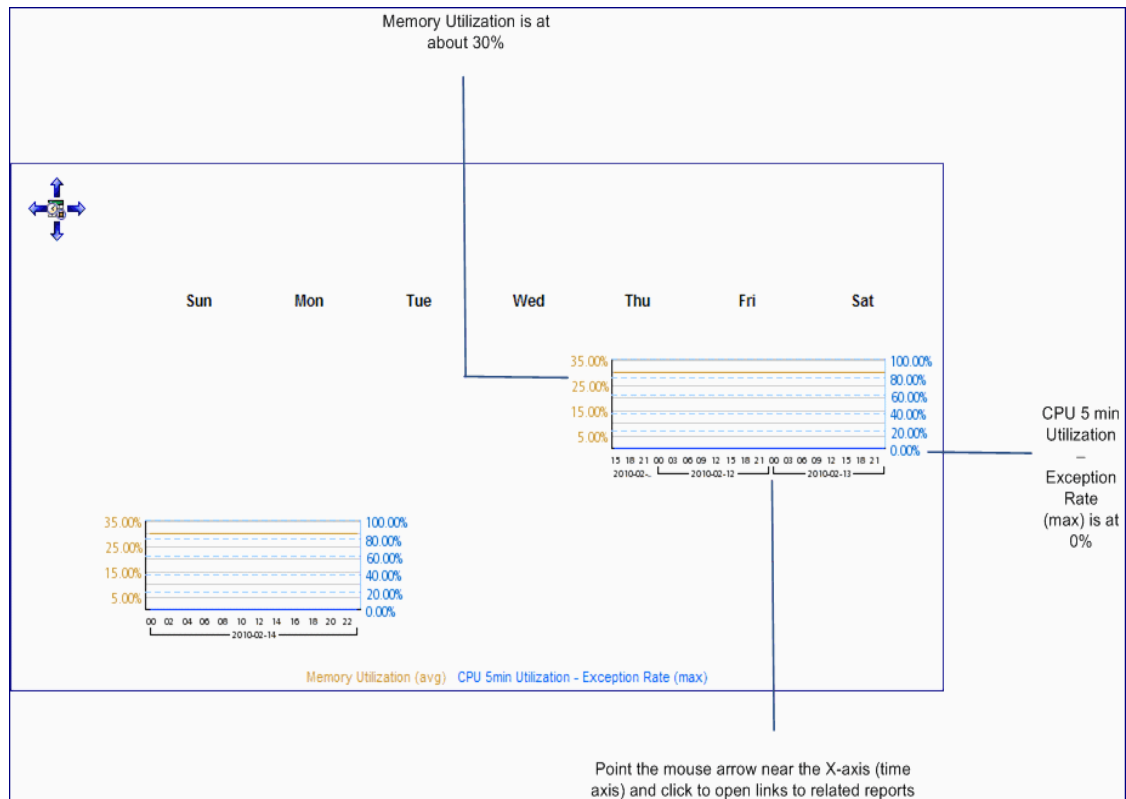 Memory Utilization is at
about 30%
Sun Mon Tue Wed Thu Fri Sat
35.00%
25.00%
15.00%
5.00%
100.00%
80.00%
60.00%
40.00%
20.00%
0.00%
15 18 21 00 03 06 09 12 15 18 21 00 03 06 09 12 15 18 21
2010-02-.. 2010-02-12 2010-02-13
CPU 5 min
Utilization
–
Exception
Rate
(max) is at
0%
35.00%
25.00%
15.00%
5.00%
100.00%
80.00%
60.00%
40.00%
20.00%
0.00%
00 02 04 06 08 10 12 14 16 18 20 22
2010-02-14
Memory Utilization (avg) CPU 5min Utilization - Exception Rate (max)
Point the mouse arrow near the X-axis (time
axis) and click to open links to related reports